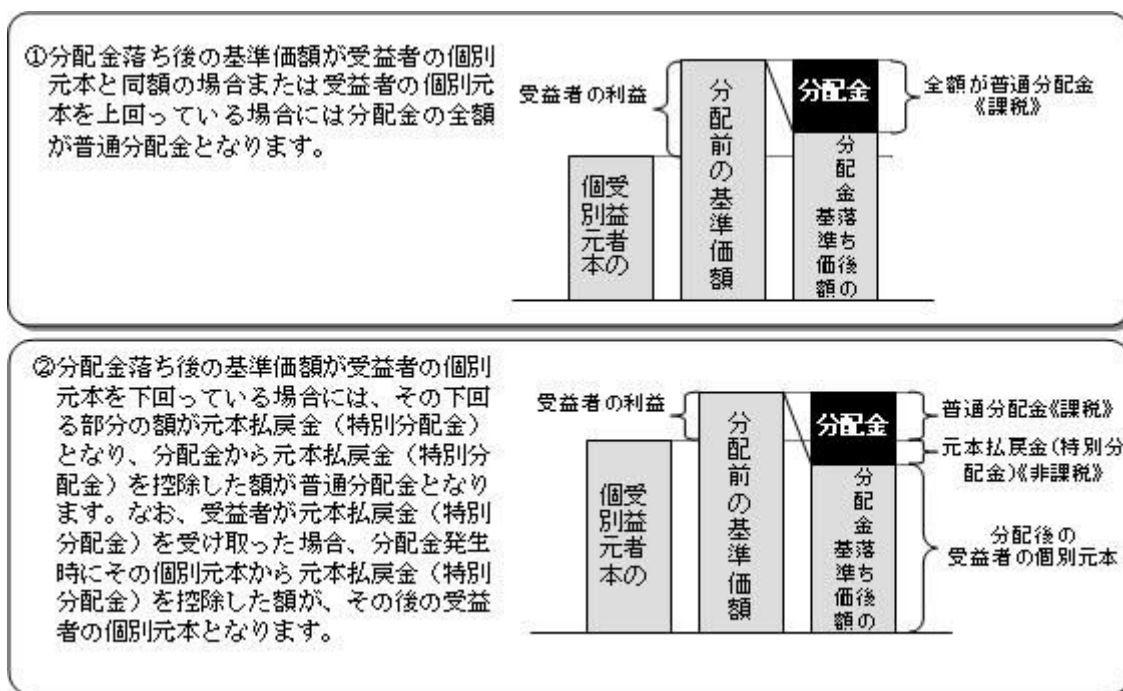 ①分配金落ち後の基準価額が受益者の個別
元本と同額の場合または受益者の個別元
本を上回っている場合には分配金の全額
が普通分配金となります。
受益者の利益
受益者の
個別元本
分配前の基準価額
分配金
分配金落ち後の
基準価額
全額が普通分配金
《課税》
②分配金落ち後の基準価額が受益者の個別
元本を下回っている場合には、その下回
る部分の額が元本払戻金（特別分配金）
となり、分配金から元本払戻金（特別分
配金）を控除した額が普通分配金となり
ます。なお、受益者が元本払戻金（特別
分配金）を受け取った場合、分配金発生
時にその個別元本から元本払戻金（特別
分配金）を控除した額が、その後の受益
者の個別元本となります。
受益者の利益
受益者の
個別元本
分配前の基準価額
分配金
分配金落ち後の
基準価額
普通分配金《課税》
元本払戻金(特別分
配金)《非課税》
分配後の
受益者の個別元本